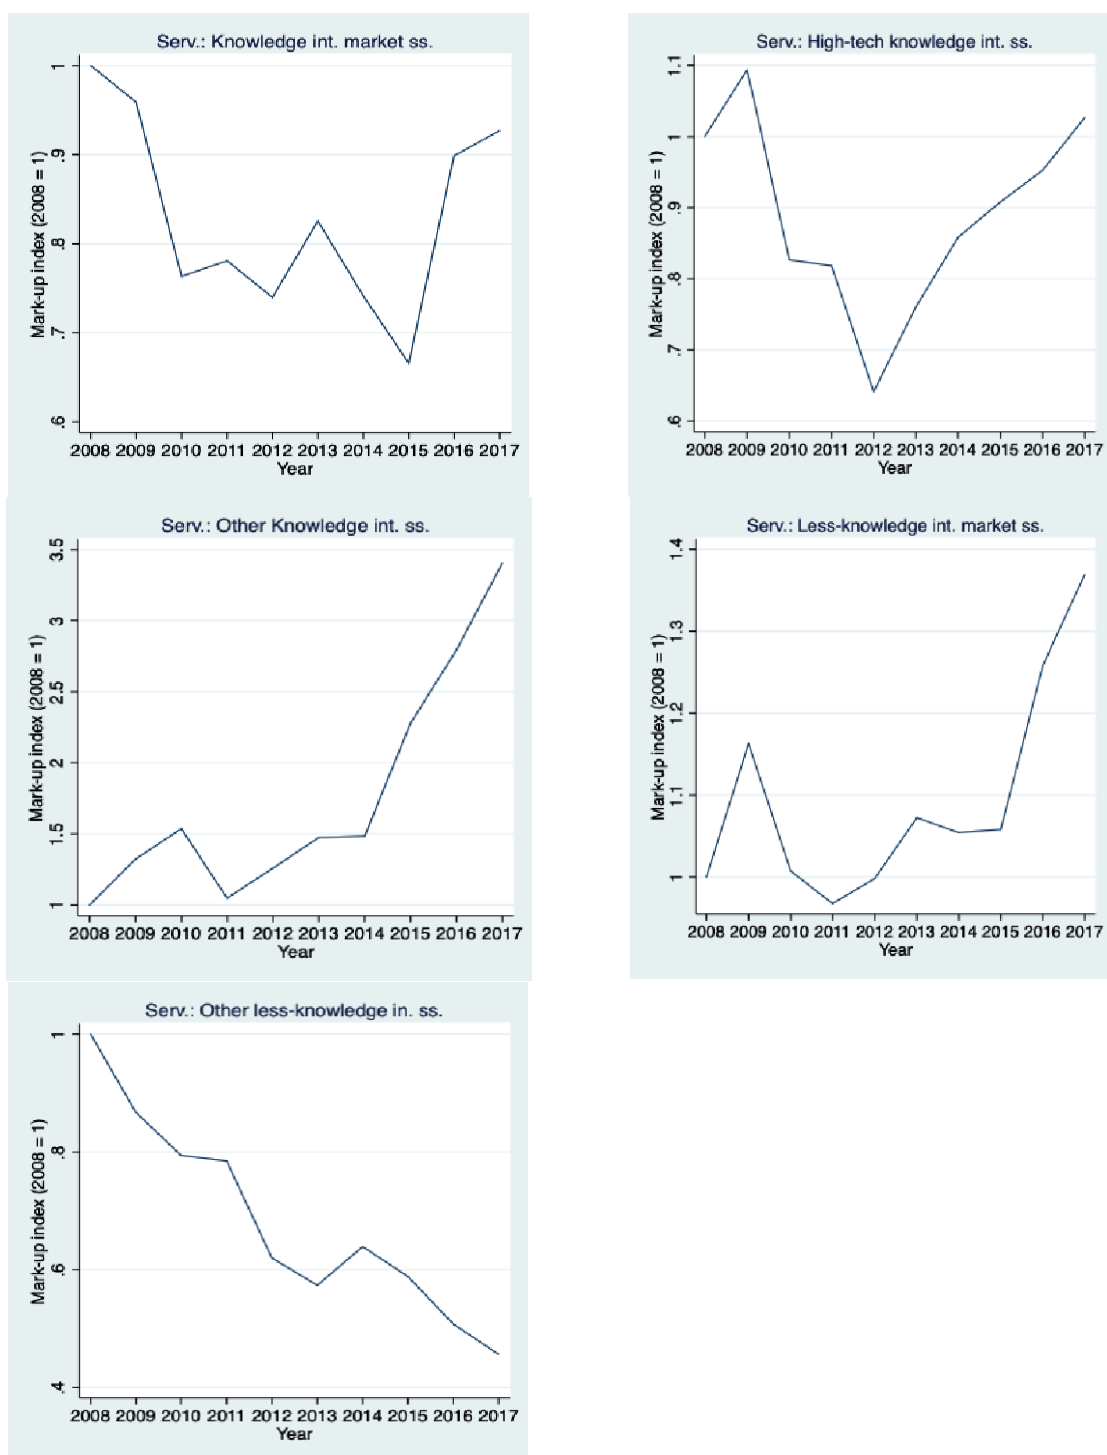 Serv.: Knowledge int. market ss.
Mark-up index (2008 = 1)
1
.9
.8
.7
.6
2008 2009 2010 2011 2012 2013 2014 2015 2016 2017
Year
Serv.: High-tech knowledge int. ss.
Mark-up index (2008 = 1)
1.1
1
.9
.8
.7
.6
2008 2009 2010 2011 2012 2013 2014 2015 2016 2017
Year
Serv.: Other Knowledge int. ss.
Mark-up index (2008 = 1)
3.5
3
2.5
2
1.5
1
2008 2009 2010 2011 2012 2013 2014 2015 2016 2017
Year
Serv.: Less-knowledge int. market ss.
Mark-up index (2008 = 1)
1.4
1.3
1.2
1.1
1
2008 2009 2010 2011 2012 2013 2014 2015 2016 2017
Year
Serv.: Other less-knowledge in. ss.
Mark-up index (2008 = 1)
1
.8
.6
.4
2008 2009 2010 2011 2012 2013 2014 2015 2016 2017
Year